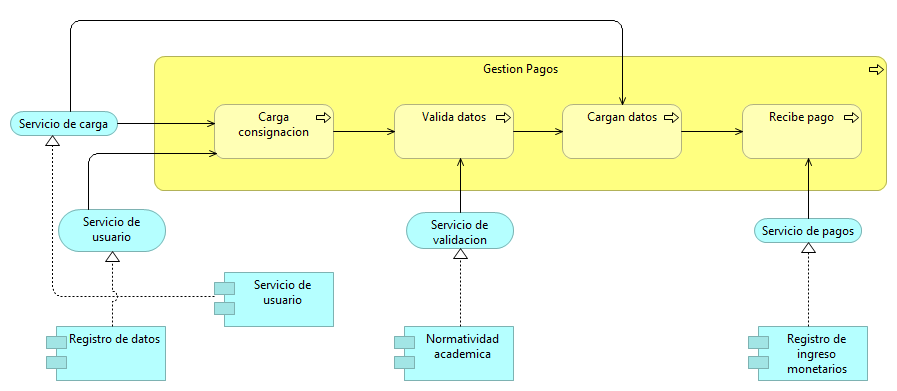 Gestion Pagos
Servicio de carga
Carga
consignacion
Valida datos
Cargan datos
Recibe pago
Servicio de
usuario
Servicio de
validacion
Servicio de pagos
Servicio de
usuario
Registro de datos
Normatividad
academica
Registro de
ingreso
monetarios